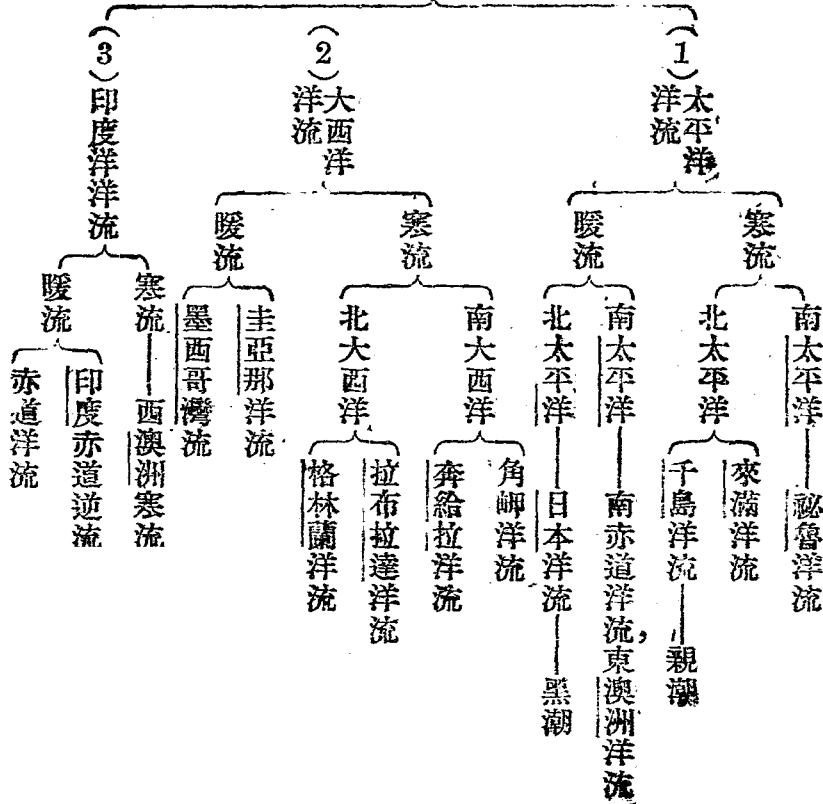 (1)太平洋洋流
寒流
南太平洋
祕魯洋流
北太平洋
來滿洋流
千島洋流
親潮
暖流
南太平洋
南赤道洋流,東澳洲洋流
北太平洋
日本洋流
黑潮
(2)大西洋洋流
寒流
南大西洋
角岬洋流
奔給拉洋流
北大西洋
拉布拉達洋流
格林蘭洋流
暖流
圭亞那洋流
墨西哥灣流
(3)印度洋洋流
寒流
西澳洲寒流
暖流
印度赤道逆流
赤道洋流